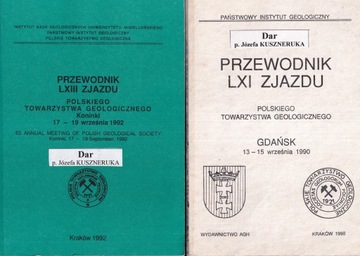 INSTYTUT NAUK GEOLOGICZNYCH UNIWERSYTETU JAGIELLOŃSKIEGO
PAŃSTWOWY INSTYTUT GEOLOGICZNY
POLSKIE TOWARZYSTWO GEOLOGICZNE
PRZEWODNIK
LXIII ZJAZDU
POLSKIEGO
TOWARZYSTWA GEOLOGICZNEGO
Koninki
17 – 19 września 1992
63 ANNUAL MEETING OF POLISH GEOLOGICAL SOCIETY
Koninki, 17 – 19 September, 1992
Dar
p. Józefa KUSZNERUKA
Kraków 1992
PAŃSTWOWY INSTYTUT GEOLOGICZNY
Dar
p. Józefa KUSZNERUKA
PRZEWODNIK
LXI ZJAZDU
POLSKIEGO
TOWARZYSTWA GEOLOGICZNEGO
GDAŃSK
13 – 15 września 1990
POLSKIE TOWARZYSTWO GEOLOGICZNE
1921
WYDAWNICTWO AGH
KRAKÓW 1990